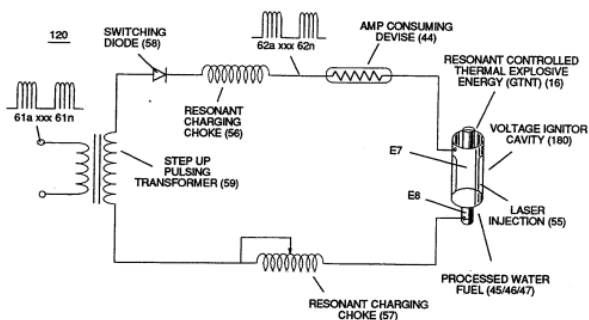 120
SWITCHING
DIODE (58)
62a xxx 62n
AMP CONSUMING
DEVISE (44)
RESONANT CONTROLLED
THERMAL EXPLOSIVE
ENERGY (GTNT) (16)
61a xxx 61n
RESONANT
CHARGING
CHOKE (56)
VOLTAGE IGNITOR
CAVITY (180)
E7
STEP UP
PULSING
TRANSFORMER (59)
E8
LASER
INJECTION (55)
PROCESSED WATER
FUEL (45/46/47)
RESONANT CHARGING
CHOKE (57)